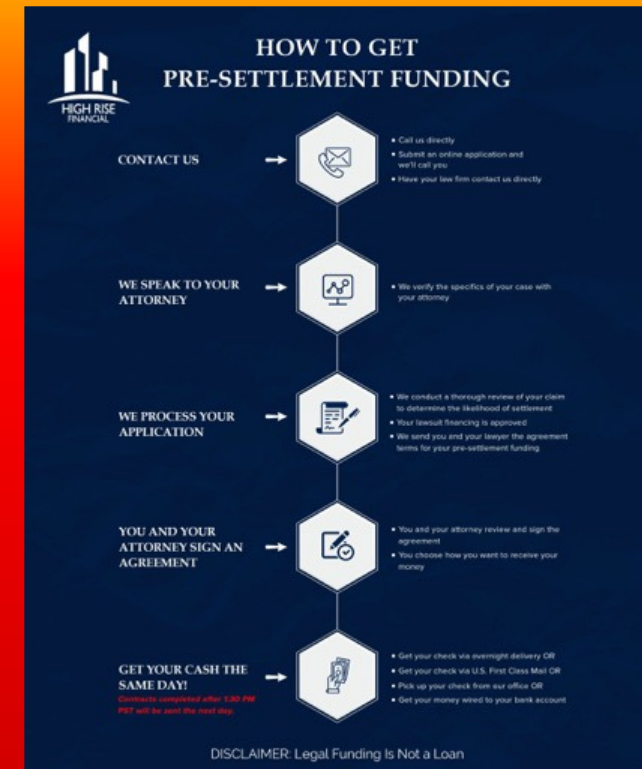 HIGH RISE
FINANCIAL
HOW TO GET
PRE-SETTLEMENT FUNDING
CONTACT US
• Call us directly
• Submit an online application and
we'll call you
• Have your law firm contact us directly
WE SPEAK TO YOUR
ATTORNEY
• We verify the specifics of your case with
your attorney
WE PROCESS YOUR
APPLICATION
• We conduct a thorough review of your claim
to determine the likelihood of settlement
• Your lawsuit financing is approved
• We send you and your lawyer the agreement
terms for your pre-settlement funding
YOU AND YOUR
ATTORNEY SIGN AN
AGREEMENT
• You and your attorney review and sign the
agreement
• You choose how you want to receive your
money
GET YOUR CASH THE
SAME DAY!
Contracts completed after 1:30 PM
PST will be sent the next day.
• Get your check via overnight delivery OR
• Get your check via U.S. First Class Mail OR
• Pick up your check from our office OR
• Get your money wired to your bank account
DISCLAIMER: Legal Funding Is Not a Loan